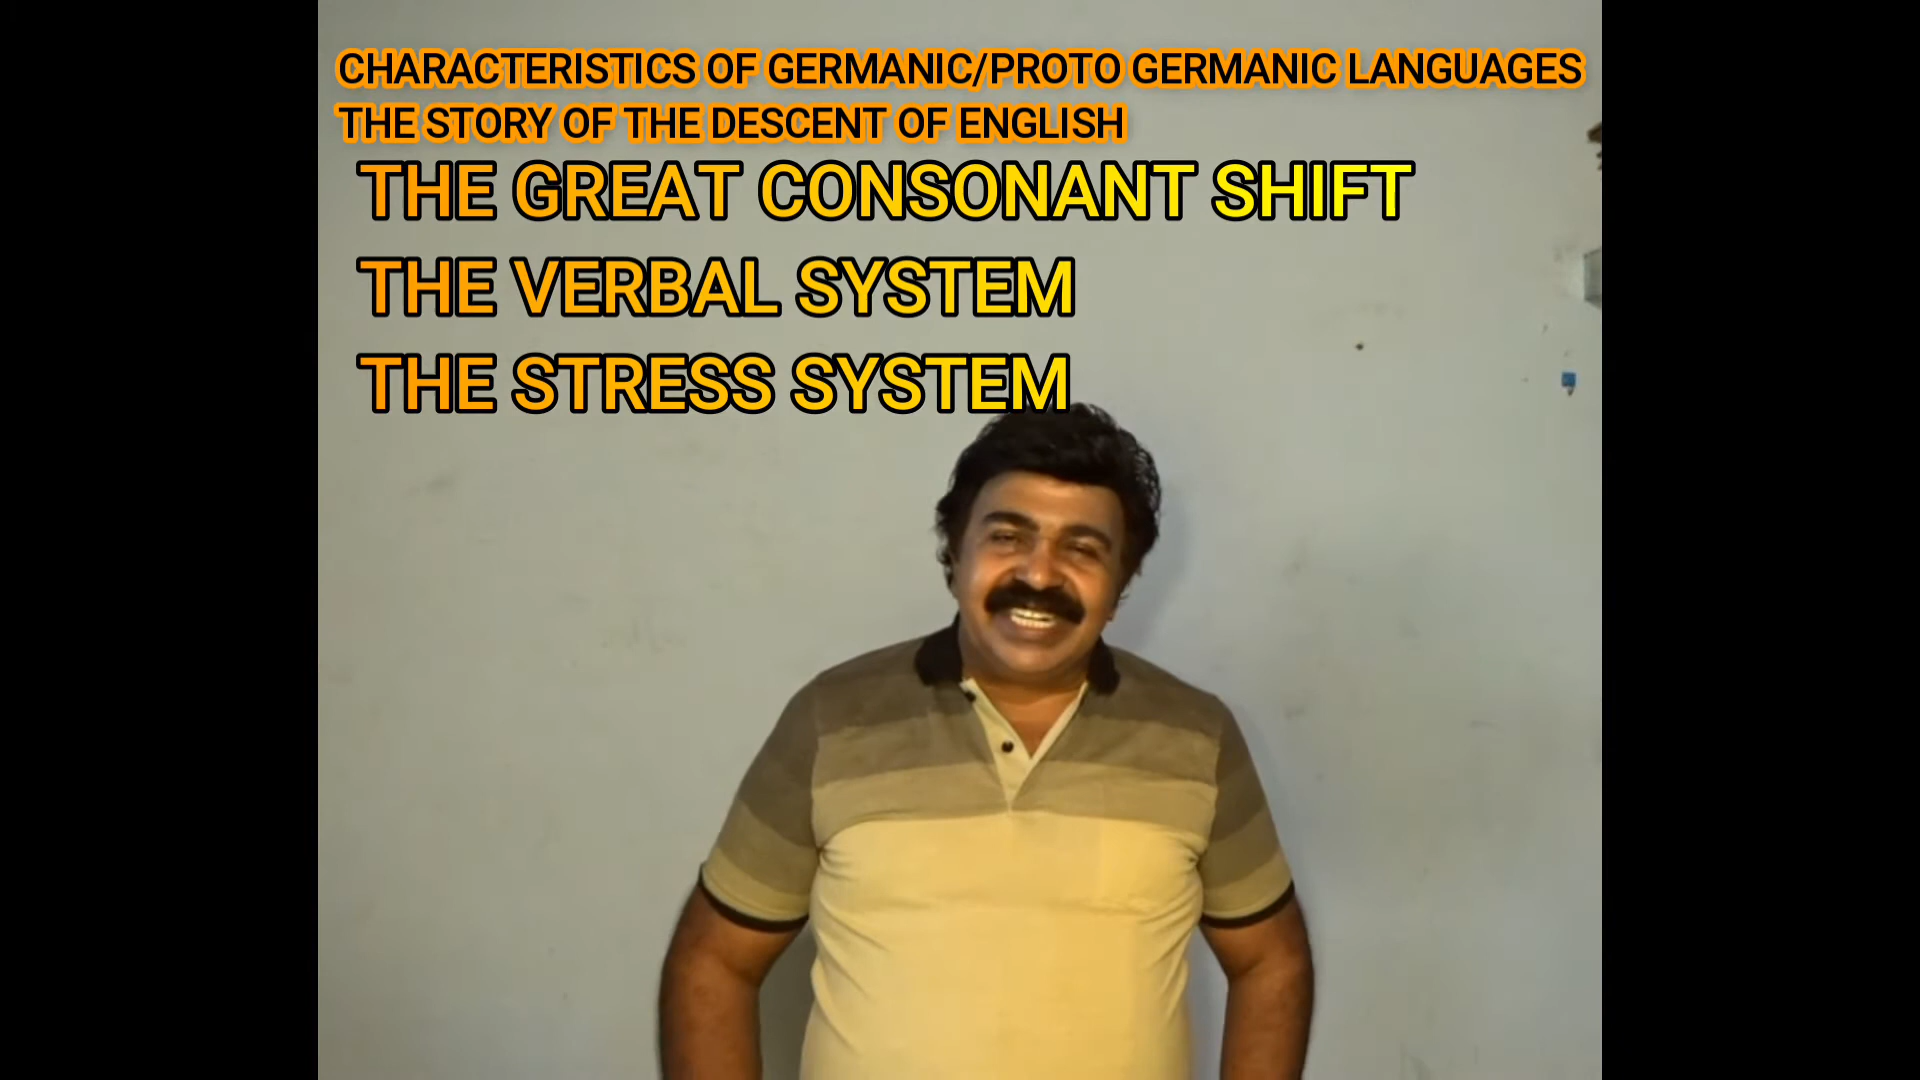 CHARACTERISTICS OF GERMANIC/PROTO GERMANIC LANGUAGES
THE STORY OF THE DESCENT OF ENGLISH
THE GREAT CONSONANT SHIFT
THE VERBAL SYSTEM
THE STRESS SYSTEM